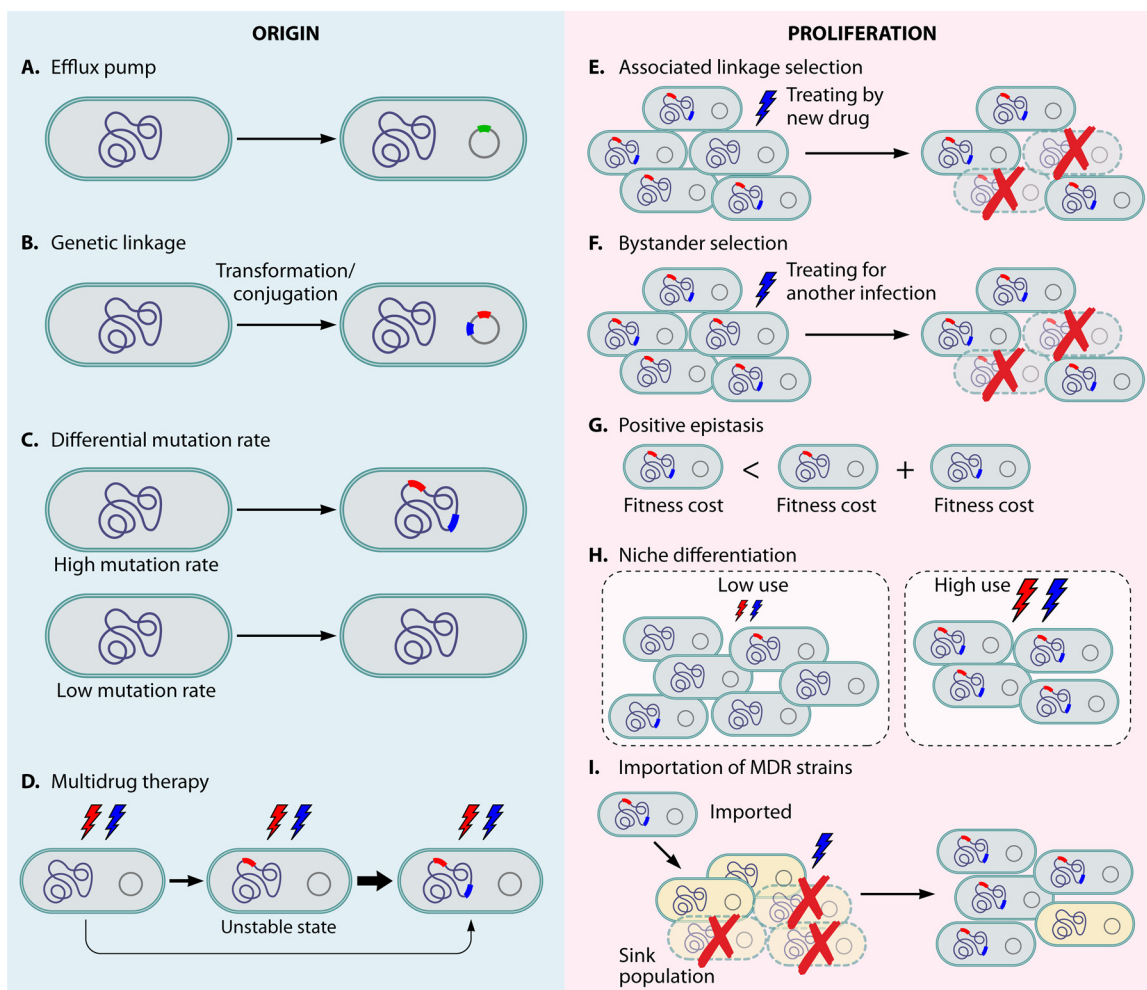 ORIGIN
A. Efflux pump
B. Genetic linkage
Transformation/
conjugation
C. Differential mutation rate
High mutation rate
Low mutation rate
D. Multidrug therapy
Unstable state
PROLIFERATION
E. Associated linkage selection
Treating by
new drug
F. Bystander selection
Treating for
another infection
G. Positive epistasis
< +
Fitness cost Fitness cost Fitness cost
H. Niche differentiation
Low use High use
I. Importation of MDR strains
Imported
Sink
population